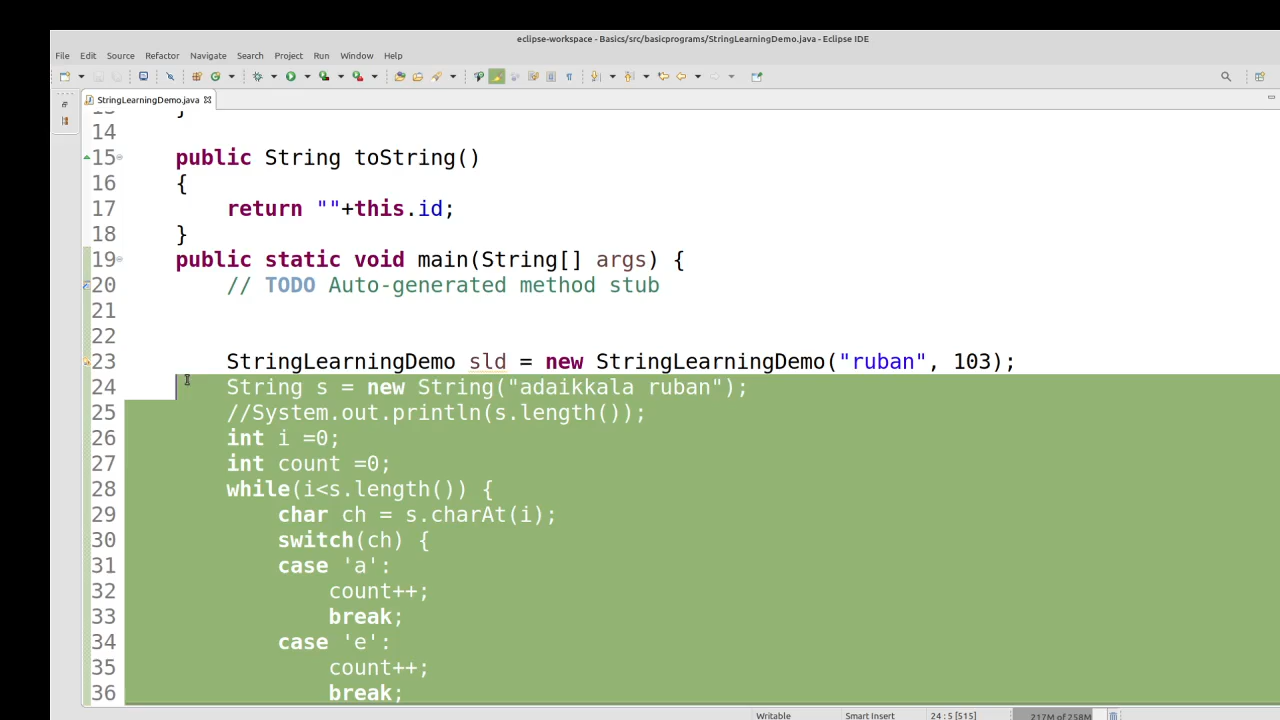 eclipse-workspace - Basics/src/basicprograms/StringLearningDemo.java - Eclipse IDE
File Edit Source Refactor Navigate Search Project Run Window Help
StringLearningDemo.java
14
15 public String toString()
16 {
17 return ""+this.id;
18 }
19 public static void main(String[] args) {
20 // TODO Auto-generated method stub
21
22
23 StringLearningDemo sld = new StringLearningDemo("ruban", 103);
24 String s = new String("adaikkala ruban");
25 //System.out.println(s.length());
26 int i =0;
27 int count =0;
28 while(i<s.length()) {
29 char ch = s.charAt(i);
30 switch(ch) {
31 case 'a':
32 count++;
33 break;
34 case 'e':
35 count++;
36 break;
Writable Smart Insert 24 : 5 [515] 217M of 258M